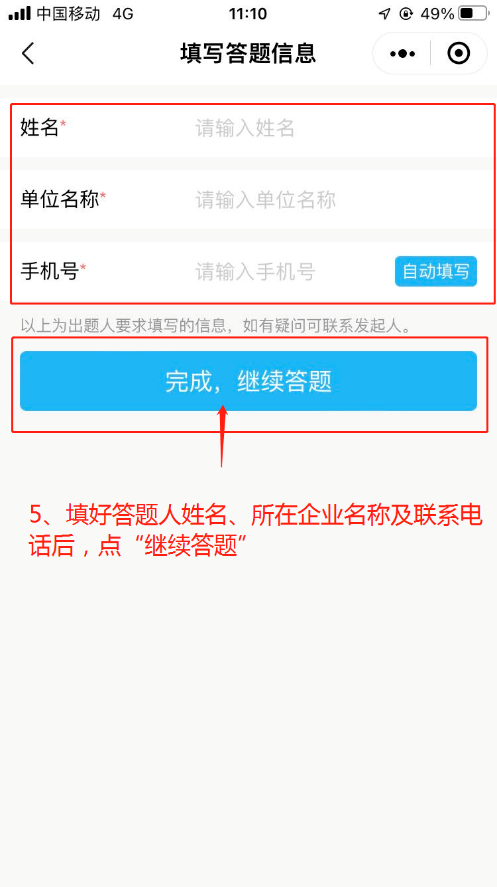 中国移动 4G 11:10 49%
填写答题信息
姓名* 请输入姓名
单位名称* 请输入单位名称
手机号* 请输入手机号 自动填写
以上为出题人要求填写的信息，如有疑问可联系发起人。
完成，继续答题
5、填好答题人姓名、所在企业名称及联系电
话后，点“继续答题“